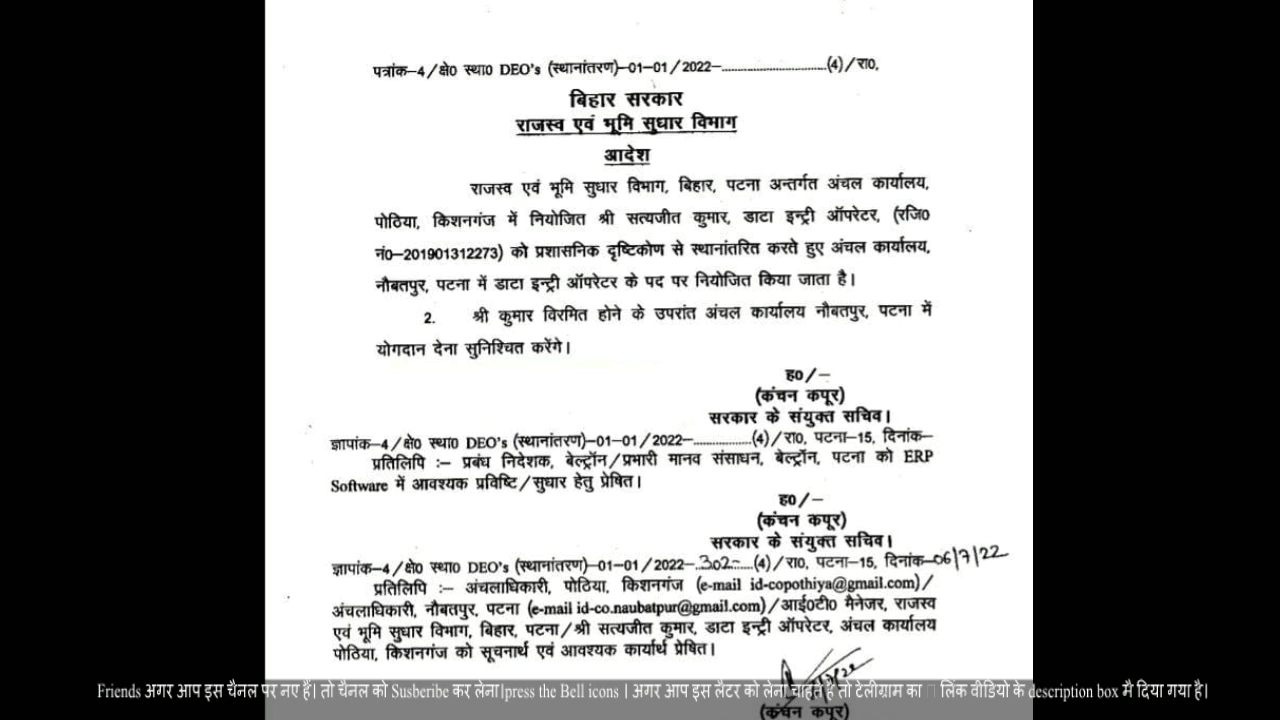 पत्रांक–4/क्षे0 स्था0 DEO's (स्थानांतरण)–01–01/2022–..............................(4)/रा0,
बिहार सरकार
राजस्व एवं भूमि सुधार विभाग
आदेश
राजस्व एवं भूमि सुधार विभाग, बिहार, पटना अन्तर्गत अंचल कार्यालय,
पोठिया, किशनगंज में नियोजित श्री सत्यजीत कुमार, डाटा इन्ट्री ऑपरेटर, (रजि0
नं0–201901312273) को प्रशासनिक दृष्टिकोण से स्थानांतरित करते हुए अंचल कार्यालय,
नौबतपुर, पटना में डाटा इन्ट्री ऑपरेटर के पद पर नियोजित किया जाता है।
2. श्री कुमार विरमित होने के उपरांत अंचल कार्यालय नौबतपुर, पटना में
योगदान देना सुनिश्चित करेंगे।
ह0/–
(कंचन कपूर)
सरकार के संयुक्त सचिव।
ज्ञापांक–4/क्षे0 स्था0 DEO's (स्थानांतरण)–01–01/2022–.................(4)/रा0, पटना–15, दिनांक–
प्रतिलिपि :– प्रबंध निदेशक, बेल्ट्रॉन/प्रभारी मानव संसाधन, बेल्ट्रॉन, पटना को ERP
Software में आवश्यक प्रविष्टि/सुधार हेतु प्रेषित।
ह0/–
(कंचन कपूर)
सरकार के संयुक्त सचिव।
ज्ञापांक–4/क्षे0 स्था0 DEO's (स्थानांतरण)–01–01/2022–.302.....(4)/रा0, पटना–15, दिनांक–06/7/22
प्रतिलिपि :– अंचलाधिकारी, पोठिया, किशनगंज (e-mail id-copothiya@gmail.com)/
अंचलाधिकारी, नौबतपुर, पटना (e-mail id-co.naubatpur@gmail.com)/आई0टी0 मैनेजर, राजस्व
एवं भूमि सुधार विभाग, बिहार, पटना/श्री सत्यजीत कुमार, डाटा इन्ट्री ऑपरेटर, अंचल कार्यालय
पोठिया, किशनगंज को सूचनार्थ एवं आवश्यक कार्यार्थ प्रेषित।
Friends अगर आप इस चैनल पर नए हैं। तो चैनल को Susberibe कर लेना।press the Bell icons । अगर आप इस लैटर को लेना चाहते है तो टेलीग्राम का लिंक वीडियो के description box मै दिया गया है।
(कंचन कपूर)